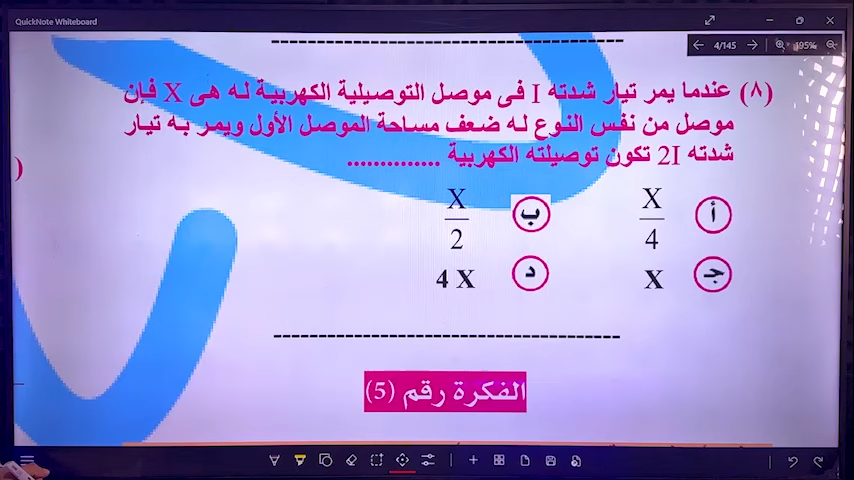 QuickNote Whiteboard
4/145
195%
(٨) عندما يمر تيار شدته I فى موصل التوصيلية الكهربية له هى X فإن
موصل من نفس النوع له ضعف مساحة الموصل الأول ويمر به تيار
شدته 2I تكون توصيلته الكهربية ...............
أ X/4
ب X/2
جـ X
د 4 X
الفكرة رقم (5)